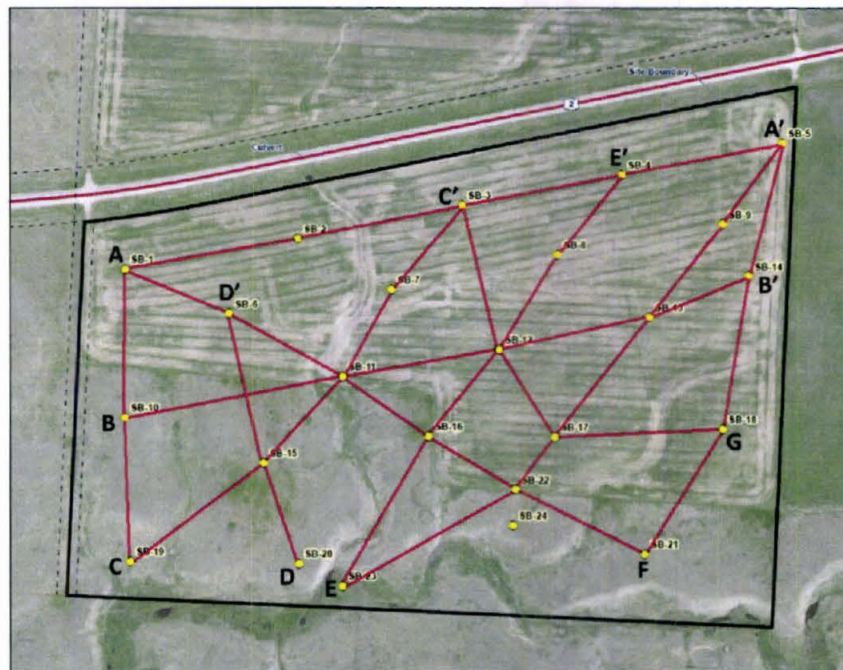 Site Boundary
2
Culvert
A'
SB-5
E'
SB-4
C'
SB-3
SB-9
SB-2
SB-8
A
SB-1
SB-14
B'
SB-7
D'
SB-6
SB-13
SB-12
SB-11
B
SB-10
SB-16
SB-17
SB-18
G
SB-15
SB-22
SB-24
C
SB-19
D
SB-20
E
SB-23
F
SB-21